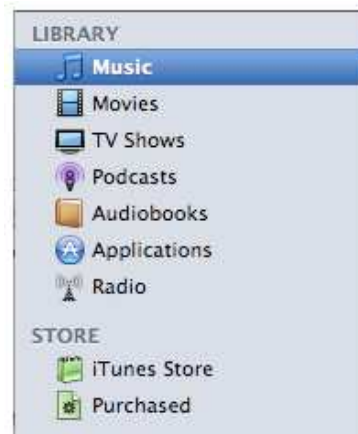 LIBRARY
Music
Movies
TV Shows
Podcasts
Audiobooks
Applications
Radio
STORE
iTunes Store
Purchased